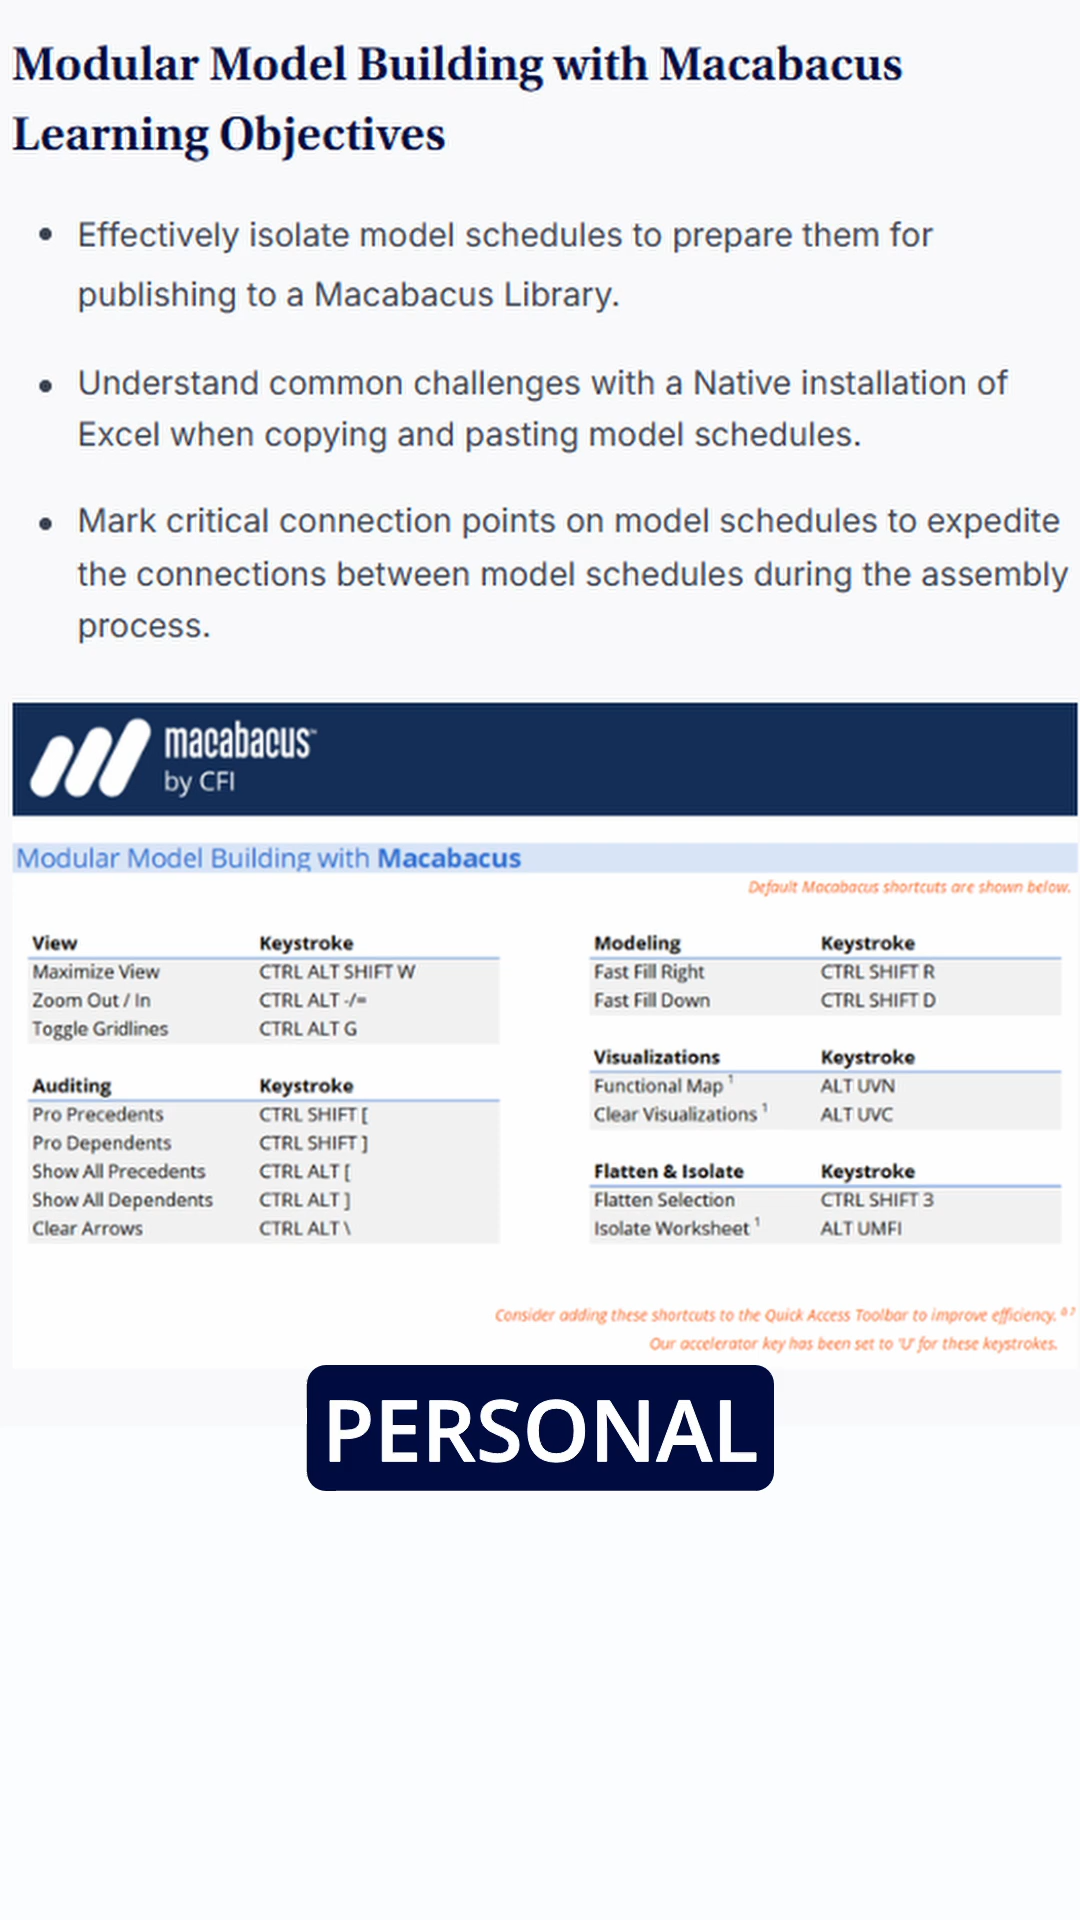 Modular Model Building with Macabacus
Learning Objectives
• Effectively isolate model schedules to prepare them for
publishing to a Macabacus Library.
• Understand common challenges with a Native installation of
Excel when copying and pasting model schedules.
• Mark critical connection points on model schedules to expedite
the connections between model schedules during the assembly
process.
macabacus™
by CFI
Modular Model Building with Macabacus
Default Macabacus shortcuts are shown below.
View Keystroke
Maximize View CTRL ALT SHIFT W
Zoom Out / In CTRL ALT -/=
Toggle Gridlines CTRL ALT G
Auditing Keystroke
Pro Precedents CTRL SHIFT [
Pro Dependents CTRL SHIFT ]
Show All Precedents CTRL ALT [
Show All Dependents CTRL ALT ]
Clear Arrows CTRL ALT \
Modeling Keystroke
Fast Fill Right CTRL SHIFT R
Fast Fill Down CTRL SHIFT D
Visualizations Keystroke
Functional Map ¹ ALT UVN
Clear Visualizations ¹ ALT UVC
Flatten & Isolate Keystroke
Flatten Selection CTRL SHIFT 3
Isolate Worksheet ¹ ALT UMFI
Consider adding these shortcuts to the Quick Access Toolbar to improve efficiency.
Our accelerator key has been set to 'U' for these keystrokes.
PERSONAL